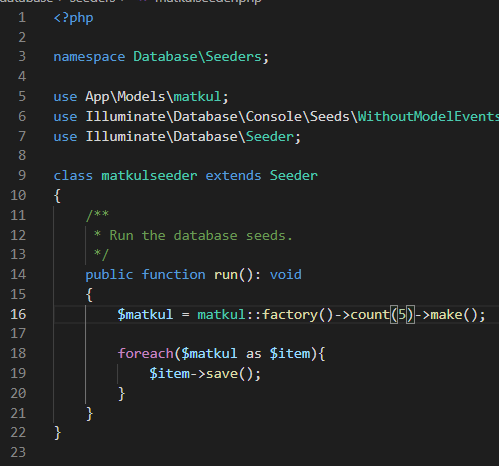 database > seeders > matkulseeder.php
1 <?php
2
3 namespace Database\Seeders;
4
5 use App\Models\matkul;
6 use Illuminate\Database\Console\Seeds\WithoutModelEvents
7 use Illuminate\Database\Seeder;
8
9 class matkulseeder extends Seeder
10 {
11 /**
12 * Run the database seeds.
13 */
14 public function run(): void
15 {
16 $matkul = matkul::factory()->count(5)->make();
17
18 foreach($matkul as $item){
19 $item->save();
20 }
21 }
22 }
23